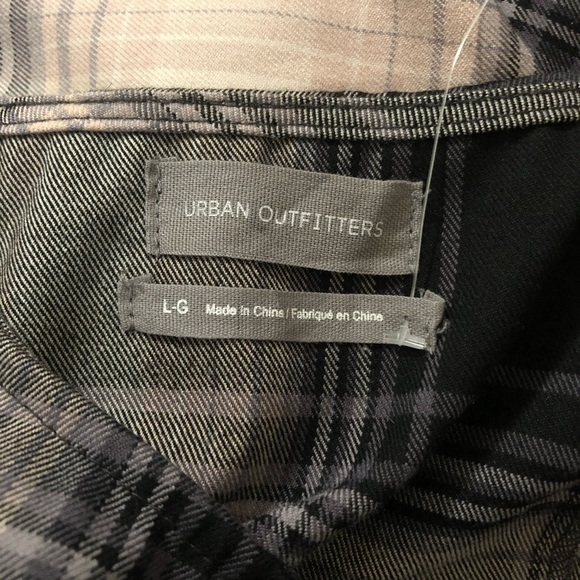 URBAN OUTFITTERS
L-G Made in China / Fabriqué en Chine